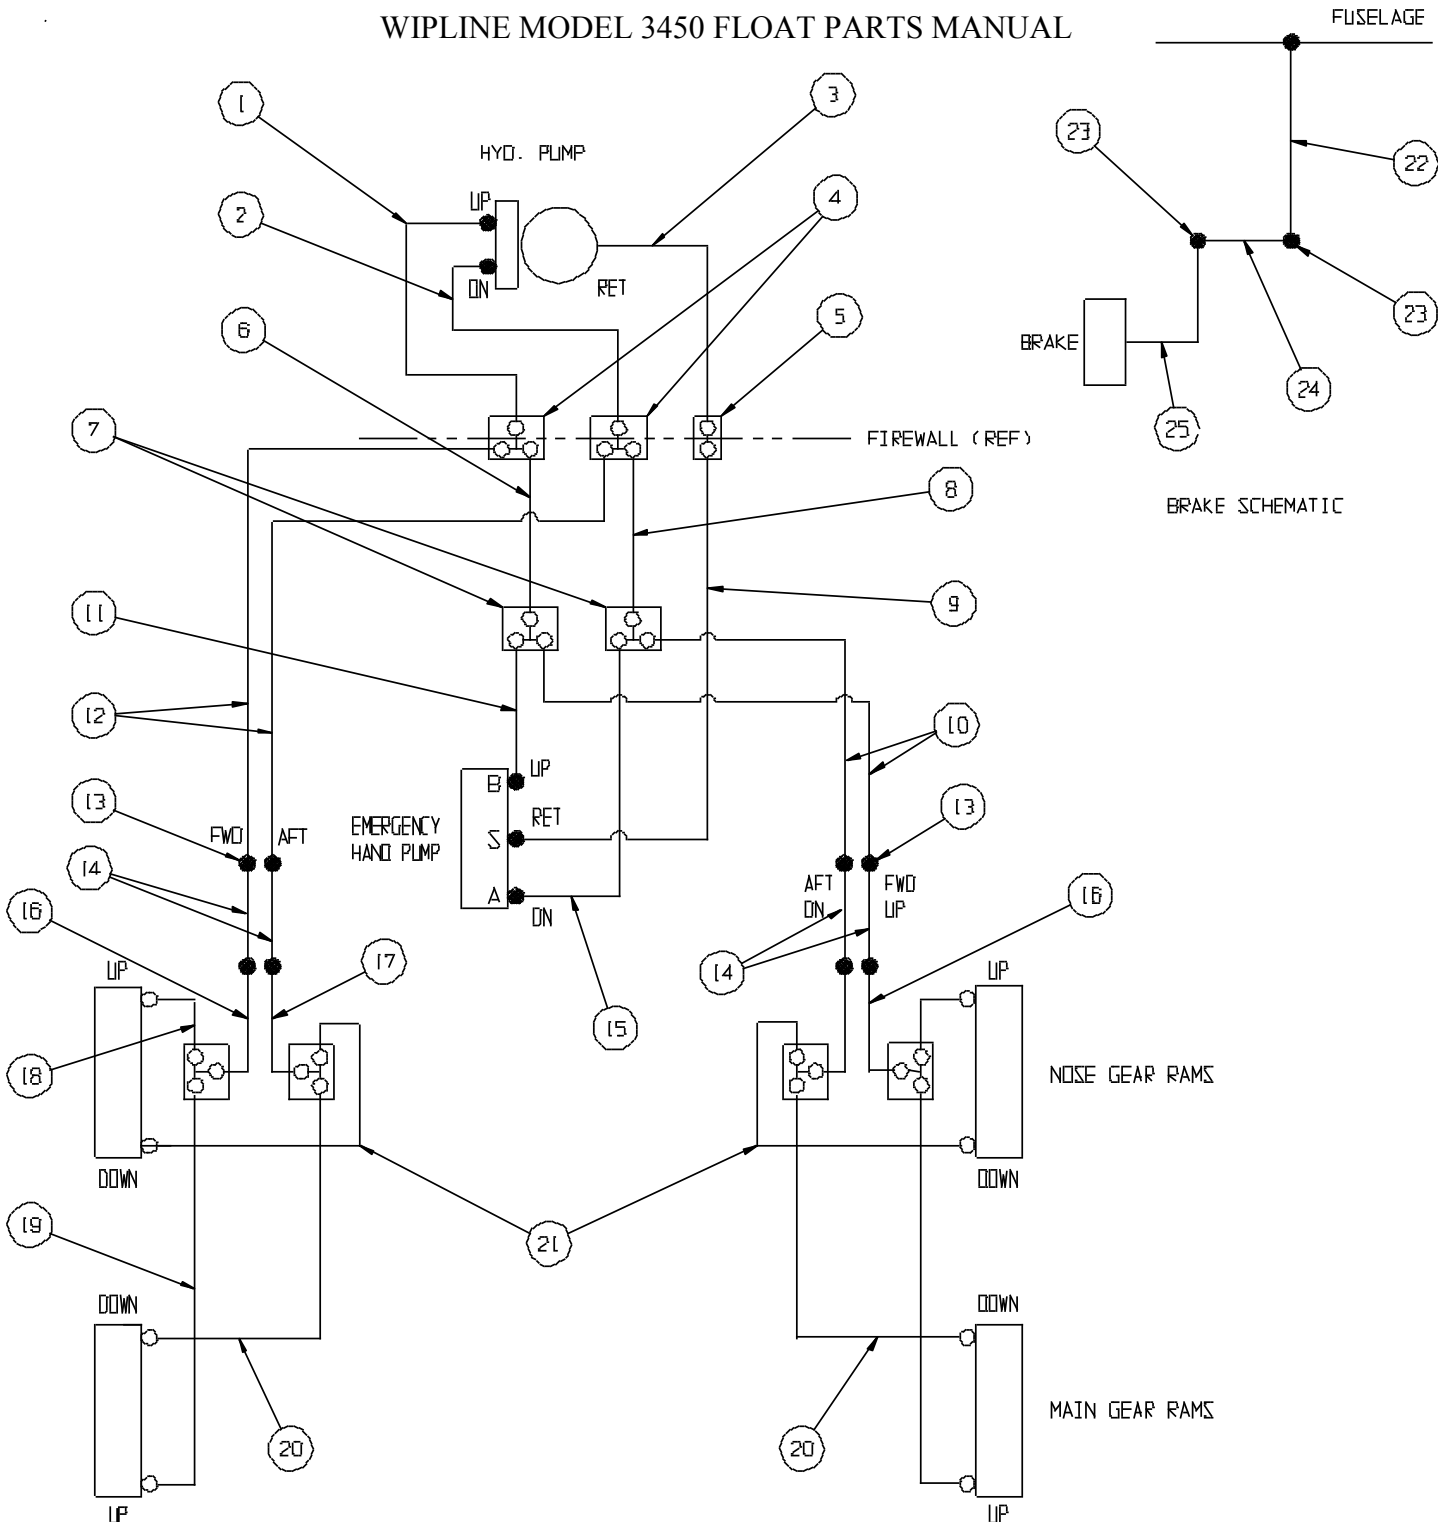 WIPLINE MODEL 3450 FLOAT PARTS MANUAL
FUSELAGE
1
3
23
HYD. PUMP
22
UP
4
2
DN
RET
6
5
23
BRAKE
24
7
FIREWALL (REF)
25
8
BRAKE SCHEMATIC
11
9
12
10
B
UP
13
RET
13
EMERGENCY
HAND PUMP
S
FWD
AFT
14
A
DN
AFT
DN
FWD
UP
16
16
17
14
UP
UP
15
18
NOSE GEAR RAMS
DOWN
DOWN
19
21
DOWN
DOWN
20
20
MAIN GEAR RAMS
UP
UP